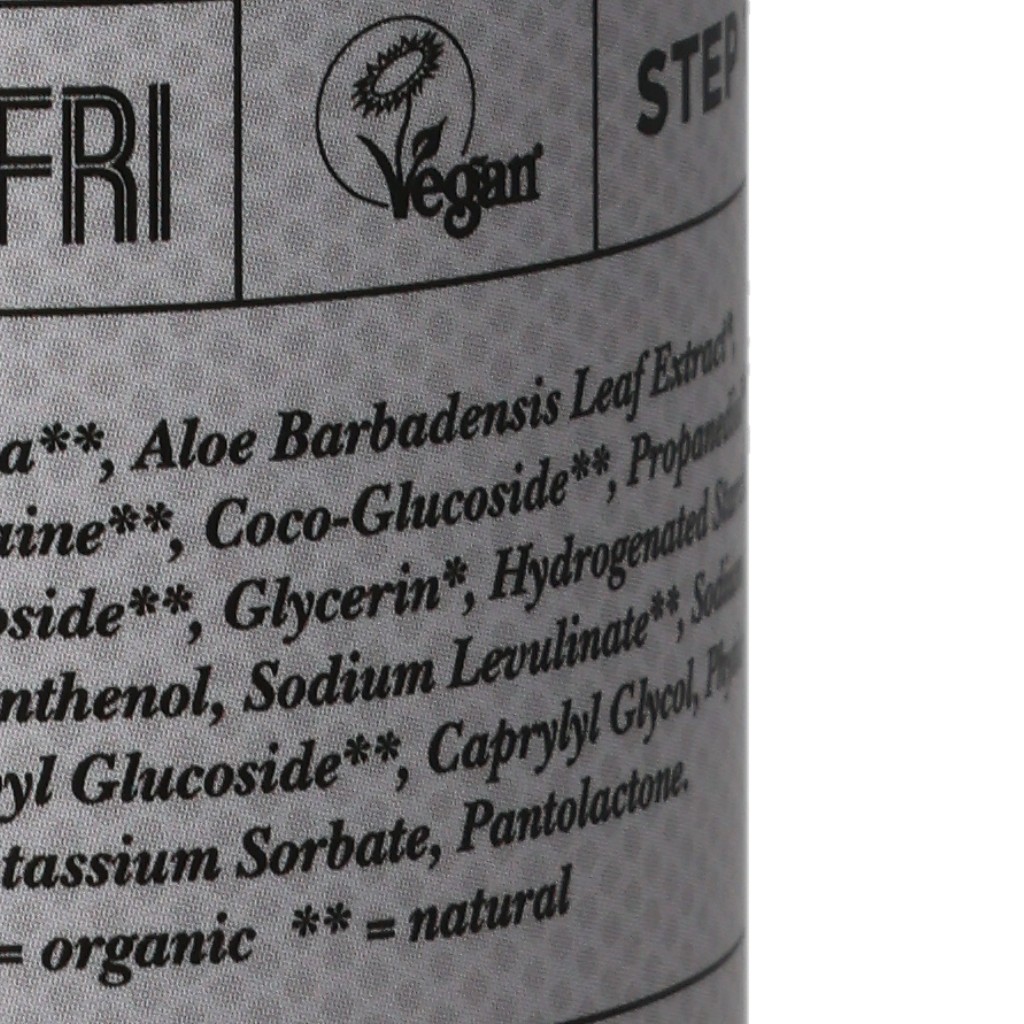 FRI
Vegan
STEP
a**, Aloe Barbadensis Leaf Extract*,
aine**, Coco-Glucoside**,
oside**, Glycerin*, Hydrogenated
nthenol, Sodium Levulinate**,
yl Glucoside**, Caprylyl Glycol,
tassium Sorbate, Pantolactone.
= organic ** = natural